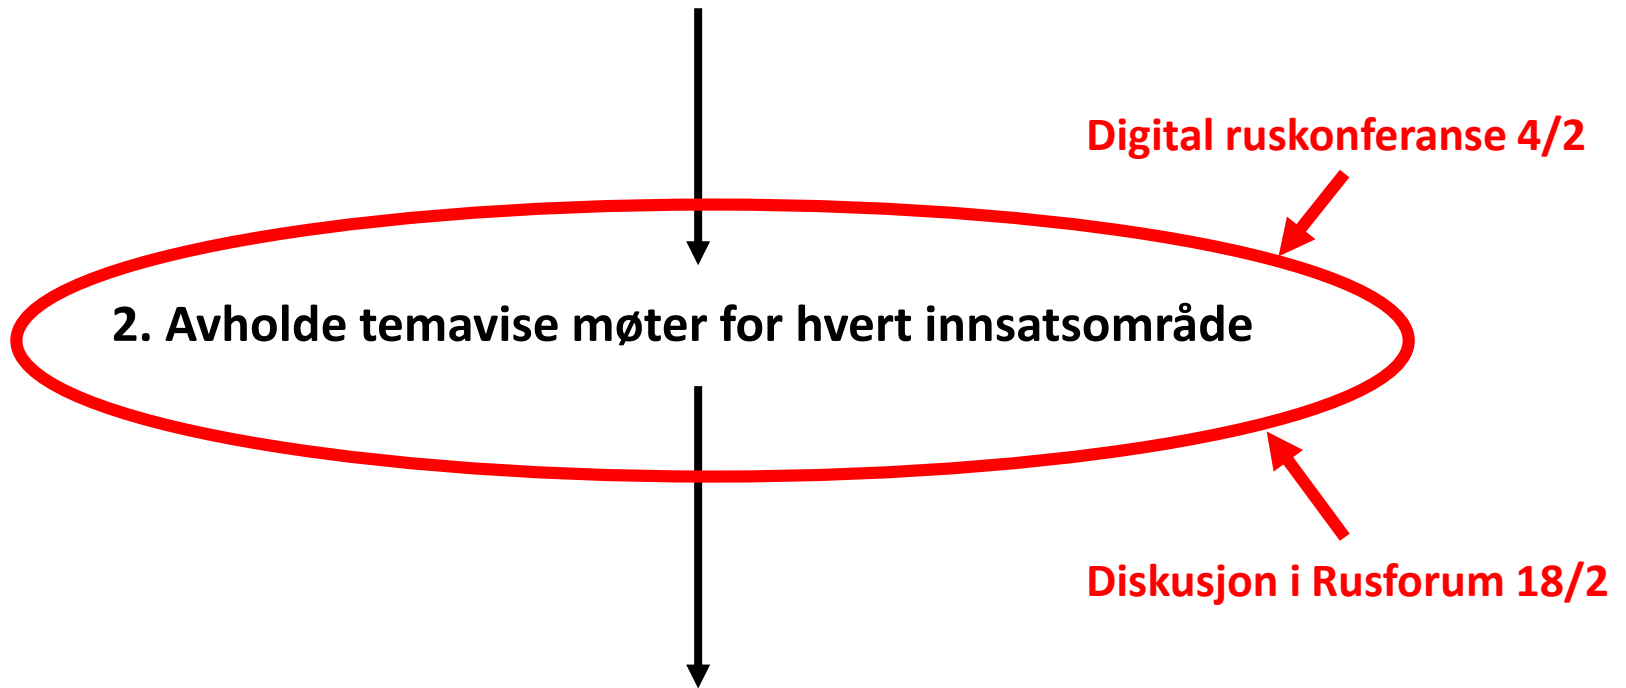 Digital ruskonferanse 4/2
2. Avholde temavise møter for hvert innsatsområde
Diskusjon i Rusforum 18/2